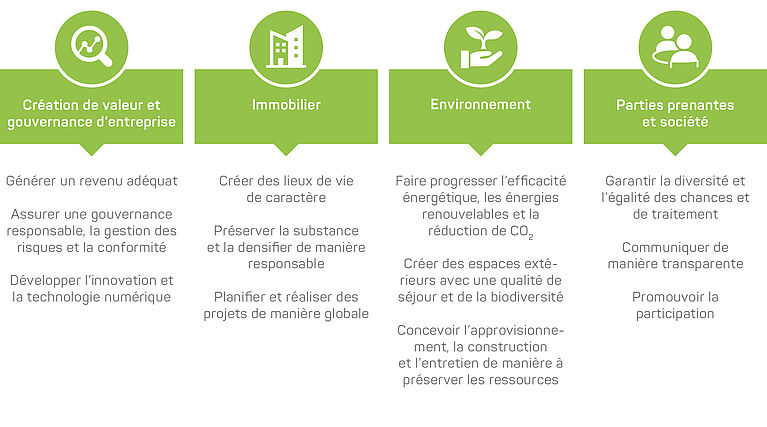 Création de valeur et
gouvernance d'entreprise
Générer un revenu adéquat
Assurer une gouvernance
responsable, la gestion des
risques et la conformité
Développer l'innovation et
la technologie numérique
Immobilier
Créer des lieux de vie
de caractère
Préserver la substance
et la densifier de manière
responsable
Planifier et réaliser des
projets de manière globale
Environnement
Faire progresser l'efficacité
énergétique, les énergies
renouvelables et la
réduction de CO₂
Créer des espaces exté-
rieurs avec une qualité de
séjour et de la biodiversité
Concevoir l'approvisionne-
ment, la construction
et l'entretien de manière à
préserver les ressources
Parties prenantes
et société
Garantir la diversité et
l'égalité des chances et
de traitement
Communiquer de
manière transparente
Promouvoir la
participation